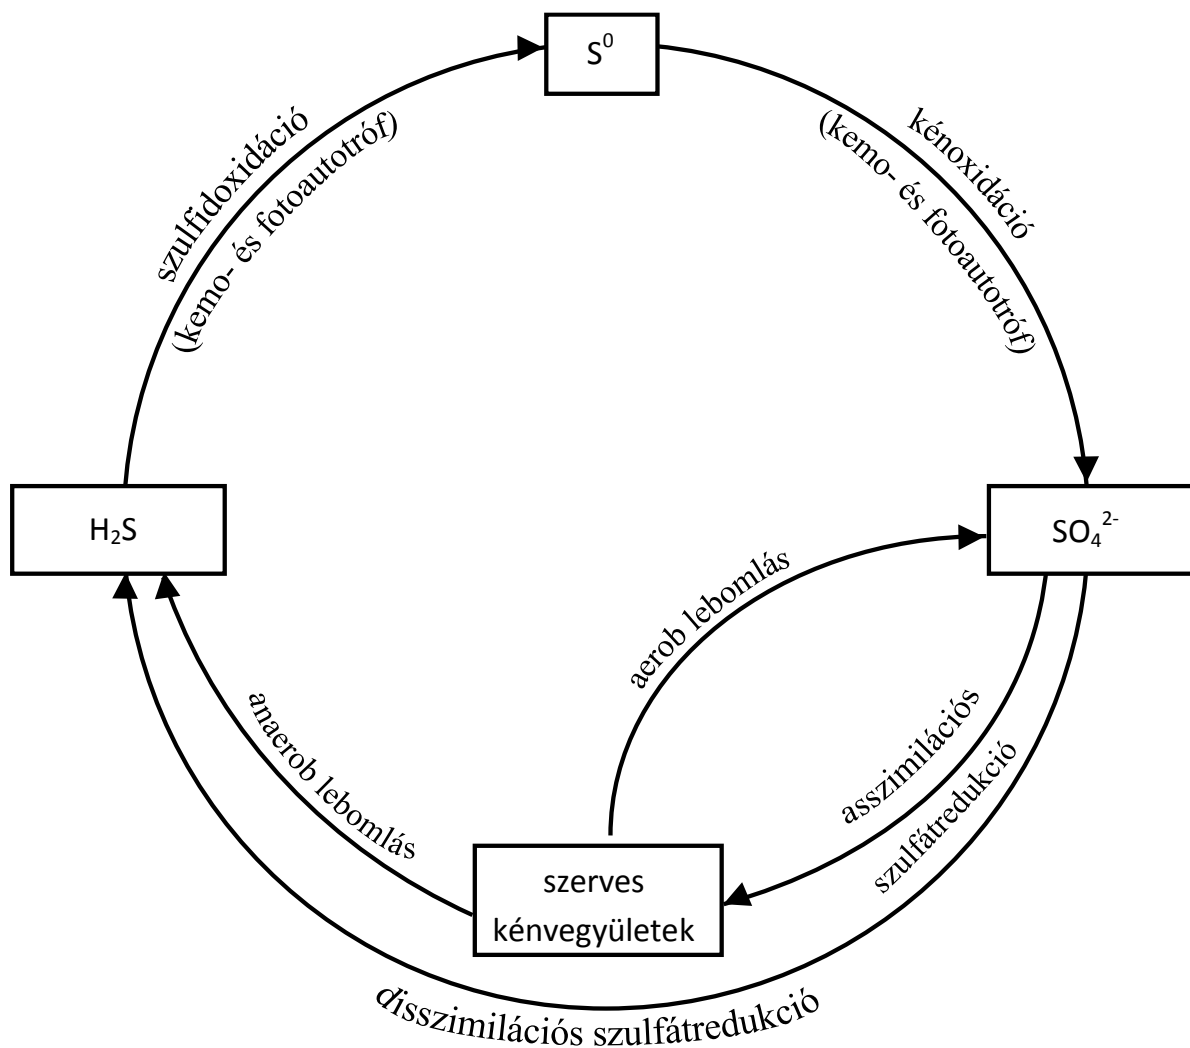 S⁰
szulfidoxidáció
(kemo- és fotoautotróf)
kénoxidáció
(kemo- és fotoautotróf)
H₂S
SO₄²⁻
aerob lebomlás
anaerob lebomlás
asszimilációs
szulfátredukció
szerves
kénvegyületek
disszimilációs szulfátredukció